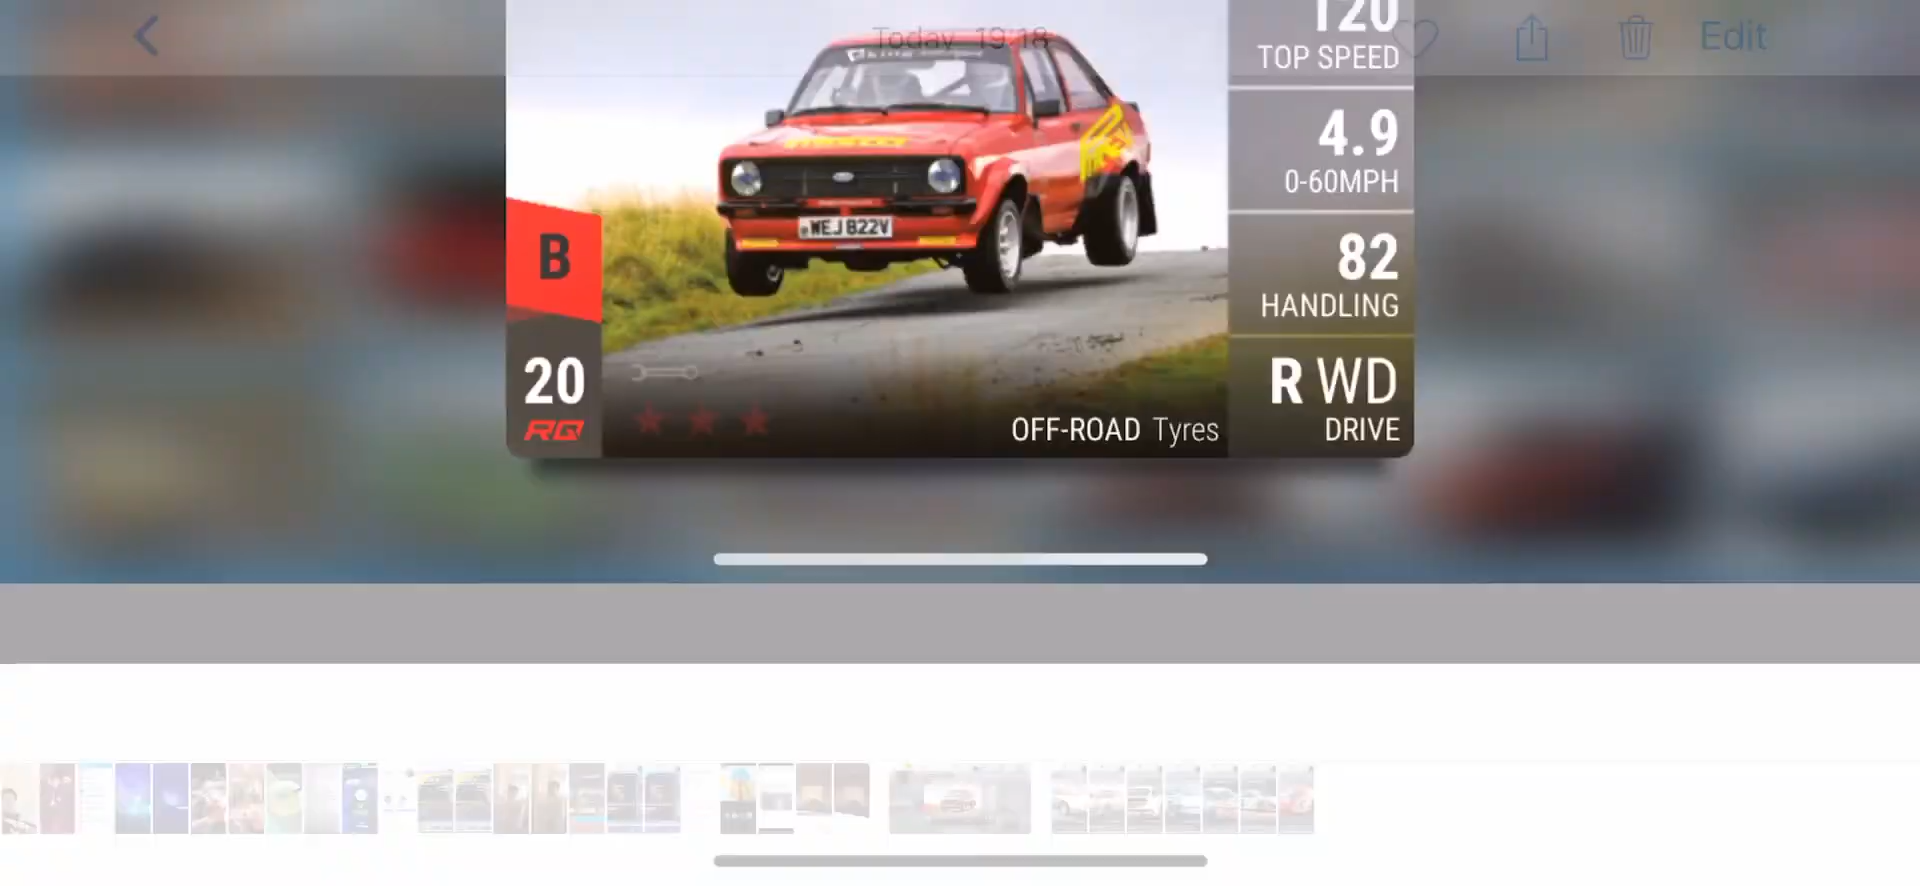 Today 19:18
Edit
120
TOP SPEED
4.9
0-60MPH
82
HANDLING
R WD
DRIVE
B
20
RQ
WEJ 822V
OFF-ROAD Tyres